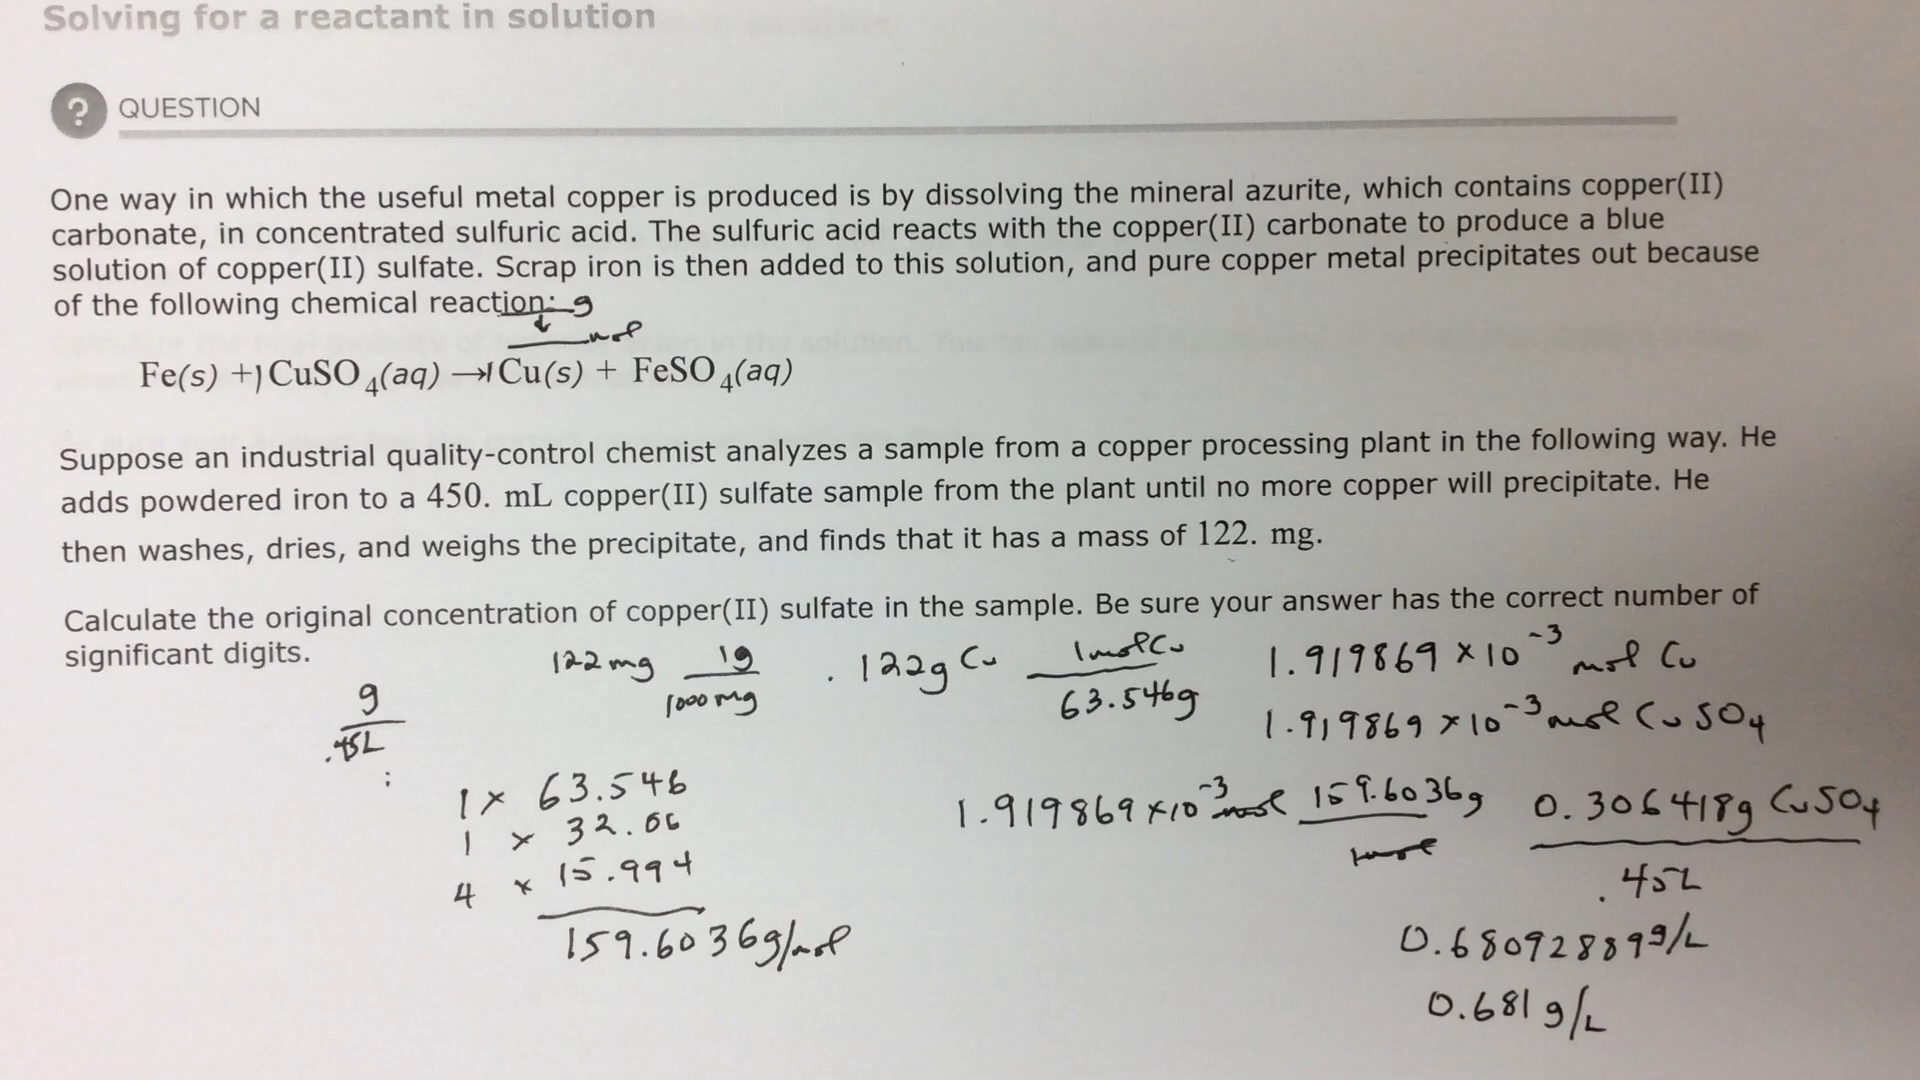 Solving for a reactant in solution
? QUESTION
One way in which the useful metal copper is produced is by dissolving the mineral azurite, which contains copper(II)
carbonate, in concentrated sulfuric acid. The sulfuric acid reacts with the copper(II) carbonate to produce a blue
solution of copper(II) sulfate. Scrap iron is then added to this solution, and pure copper metal precipitates out because
of the following chemical reaction: g
mol
Fe(s) + 1 CuSO4(aq) → 1 Cu(s) + FeSO4(aq)
Suppose an industrial quality-control chemist analyzes a sample from a copper processing plant in the following way. He
adds powdered iron to a 450. mL copper(II) sulfate sample from the plant until no more copper will precipitate. He
then washes, dries, and weighs the precipitate, and finds that it has a mass of 122. mg.
Calculate the original concentration of copper(II) sulfate in the sample. Be sure your answer has the correct number of
significant digits.
122 mg 1g / 1000 mg .122g Cu 1 mol Cu / 63.546g 1.919869 × 10^-3 mol Cu
1.919869 × 10^-3 mol CuSO4
g / .45L
1 × 63.546
1 × 32.06
4 × 15.994
159.6036 g/mol
1.919869 × 10^-3 mol 159.6036g / 1 mol 0.306418g CuSO4 / .45L
0.68092889 g/L
0.681 g/L